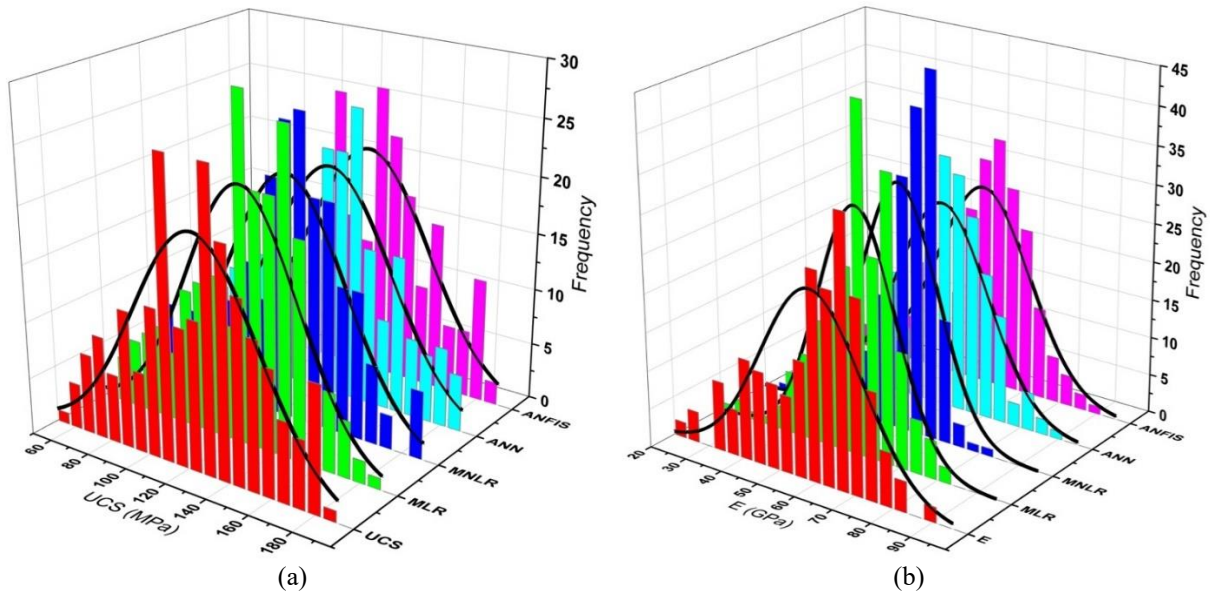 30
25
20
15
10
5
0
Frequency
60
80
100
120
140
160
180
UCS (MPa)
UCS
MLR
MNLR
ANN
ANFIS
(a)
45
40
35
30
25
20
15
10
5
0
Frequency
20
30
40
50
60
70
80
90
E (GPa)
E
MLR
MNLR
ANN
ANFIS
(b)